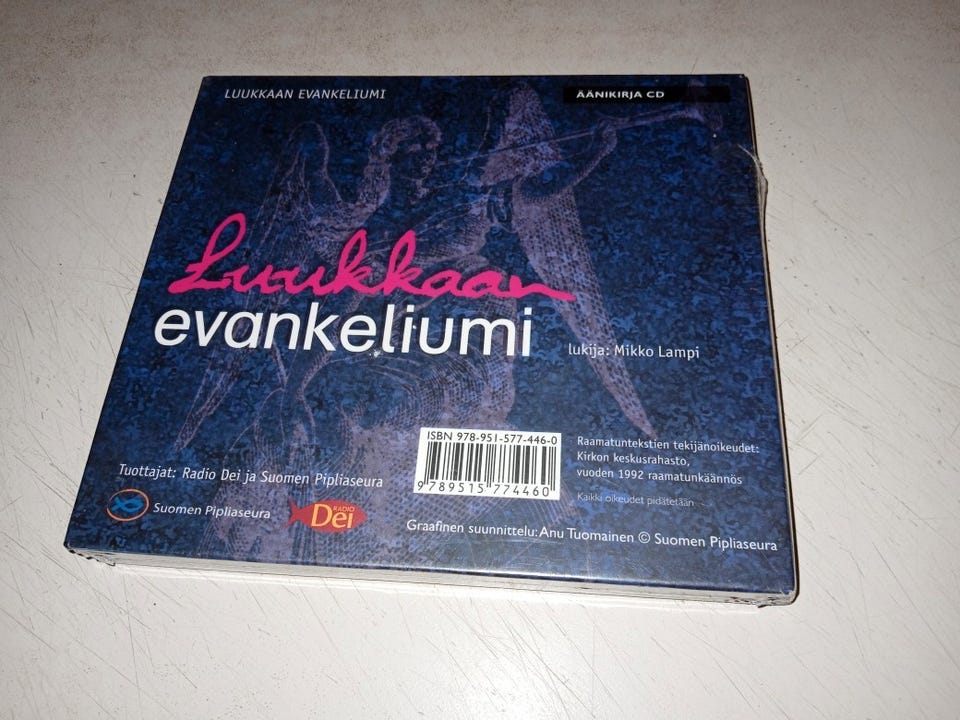 LUUKKAAN EVANKELIUMI
ÄÄNIKIRJA CD
Luukkaan
evankeliumi
lukija: Mikko Lampi
ISBN 978-951-577-446-0
9789515774460
Raamatuntekstien tekijänoikeudet:
Kirkon keskusrahasto,
vuoden 1992 raamatunkäännös
Kaikki oikeudet pidätetään
Tuottajat: Radio Dei ja Suomen Pipliaseura
Suomen Pipliaseura
RADIO
Dei
Graafinen suunnittelu: Anu Tuomainen © Suomen Pipliaseura